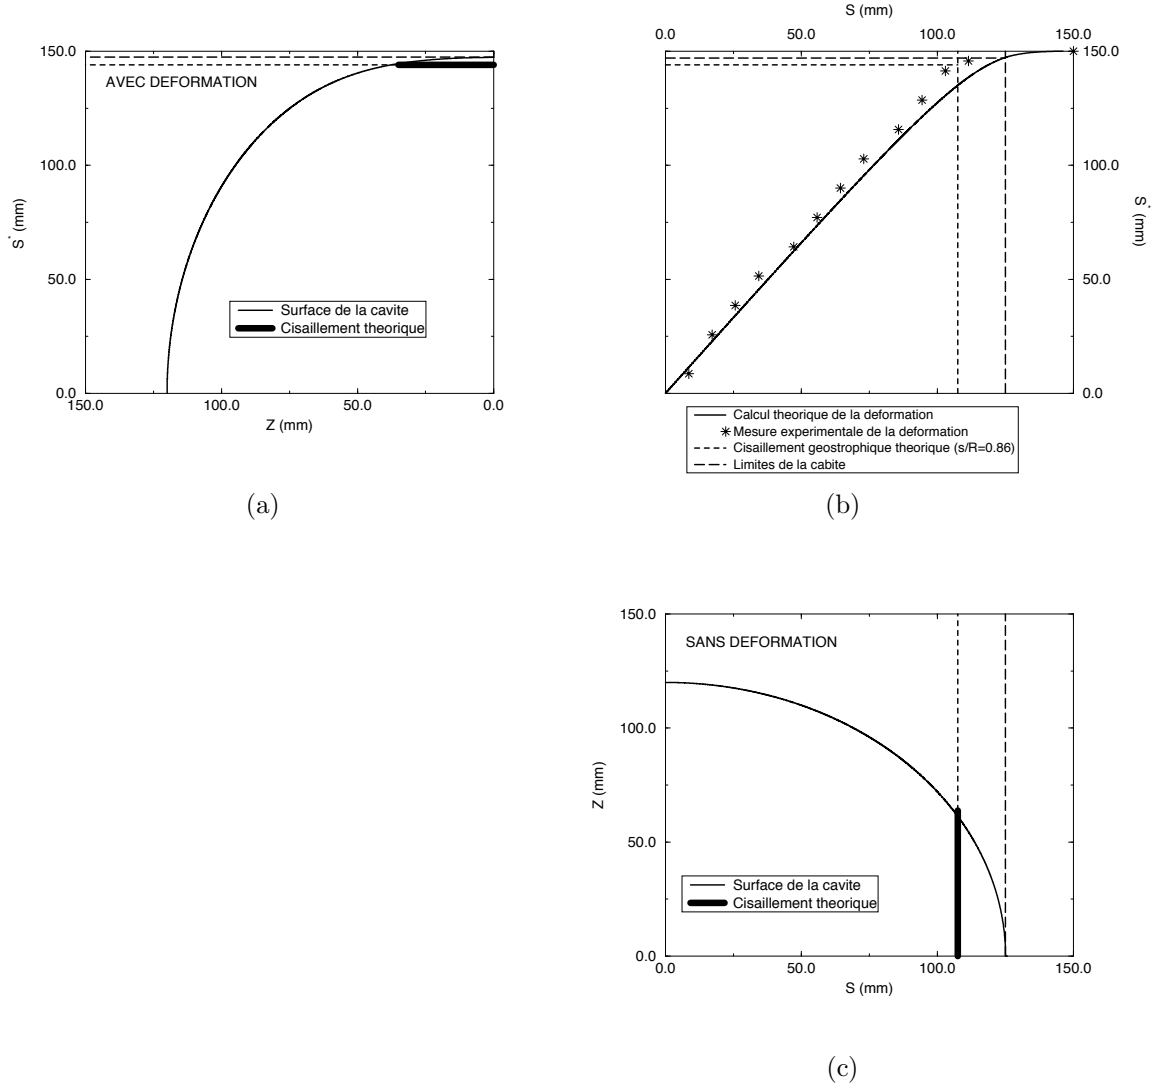 S (mm)
0.0 50.0 100.0 150.0
150.0
100.0
50.0
0.0
S* (mm)
AVEC DEFORMATION
Surface de la cavite
Cisaillement theorique
150.0 100.0 50.0 0.0
Z (mm)
(a)
150.0
100.0
50.0
0.0
S* (mm)
Calcul theorique de la deformation
Mesure experimentale de la deformation
Cisaillement geostrophique theorique (s/R=0.86)
Limites de la cabite
(b)
150.0
100.0
50.0
0.0
Z (mm)
SANS DEFORMATION
Surface de la cavite
Cisaillement theorique
0.0 50.0 100.0 150.0
S (mm)
(c)